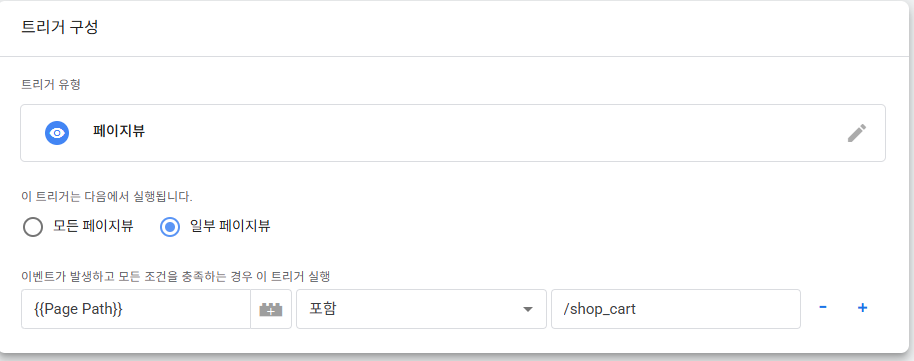 트리거 구성
트리거 유형
페이지뷰
이 트리거는 다음에서 실행됩니다.
모든 페이지뷰 일부 페이지뷰
이벤트가 발생하고 모든 조건을 충족하는 경우 이 트리거 실행
{{Page Path}} 포함 /shop_cart - +